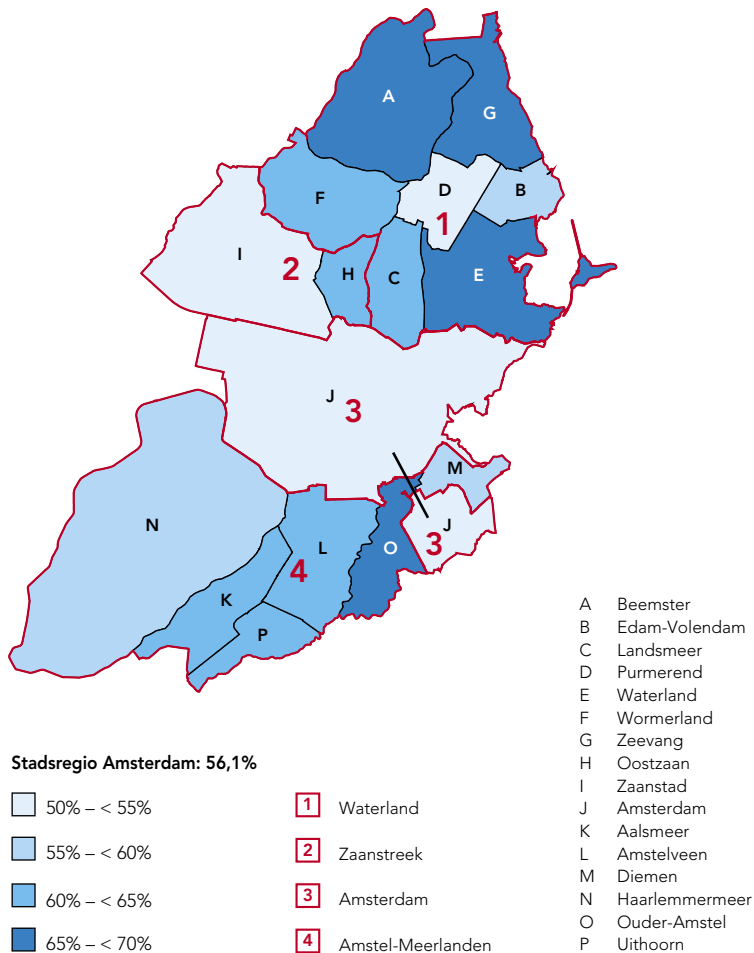 A
G
D
B
F
1
I
2
H
C
E
J
3
M
N
J
O
3
L
4
K
P
Stadsregio Amsterdam: 56,1%
50% – < 55%
55% – < 60%
60% – < 65%
65% – < 70%
1 Waterland
2 Zaanstreek
3 Amsterdam
4 Amstel-Meerlanden
A Beemster
B Edam-Volendam
C Landsmeer
D Purmerend
E Waterland
F Wormerland
G Zeevang
H Oostzaan
I Zaanstad
J Amsterdam
K Aalsmeer
L Amstelveen
M Diemen
N Haarlemmermeer
O Ouder-Amstel
P Uithoorn